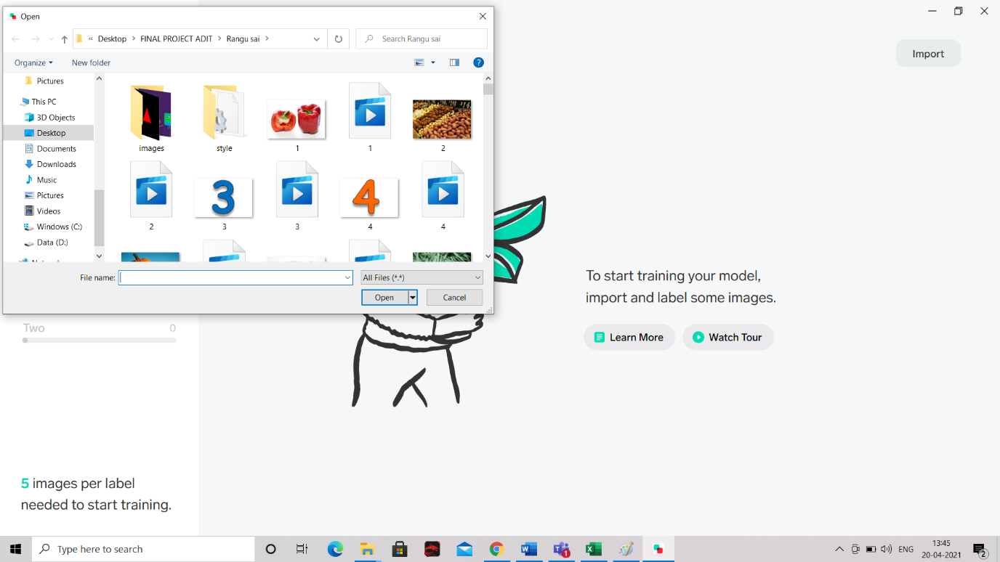 Open
« Desktop > FINAL PROJECT ADIT > Rangu sai >
Search Rangu sai
Organize
New folder
Pictures
This PC
3D Objects
Desktop
Documents
Downloads
Music
Pictures
Videos
Windows (C:)
Data (D:)
images
style
1
1
2
3
4
2
3
3
4
4
File name:
All Files (*.*)
Open
Cancel
Import
To start training your model,
import and label some images.
Learn More
Watch Tour
Two
0
5 images per label
needed to start training.
Type here to search
1
ENG
13:45
20-04-2021
2